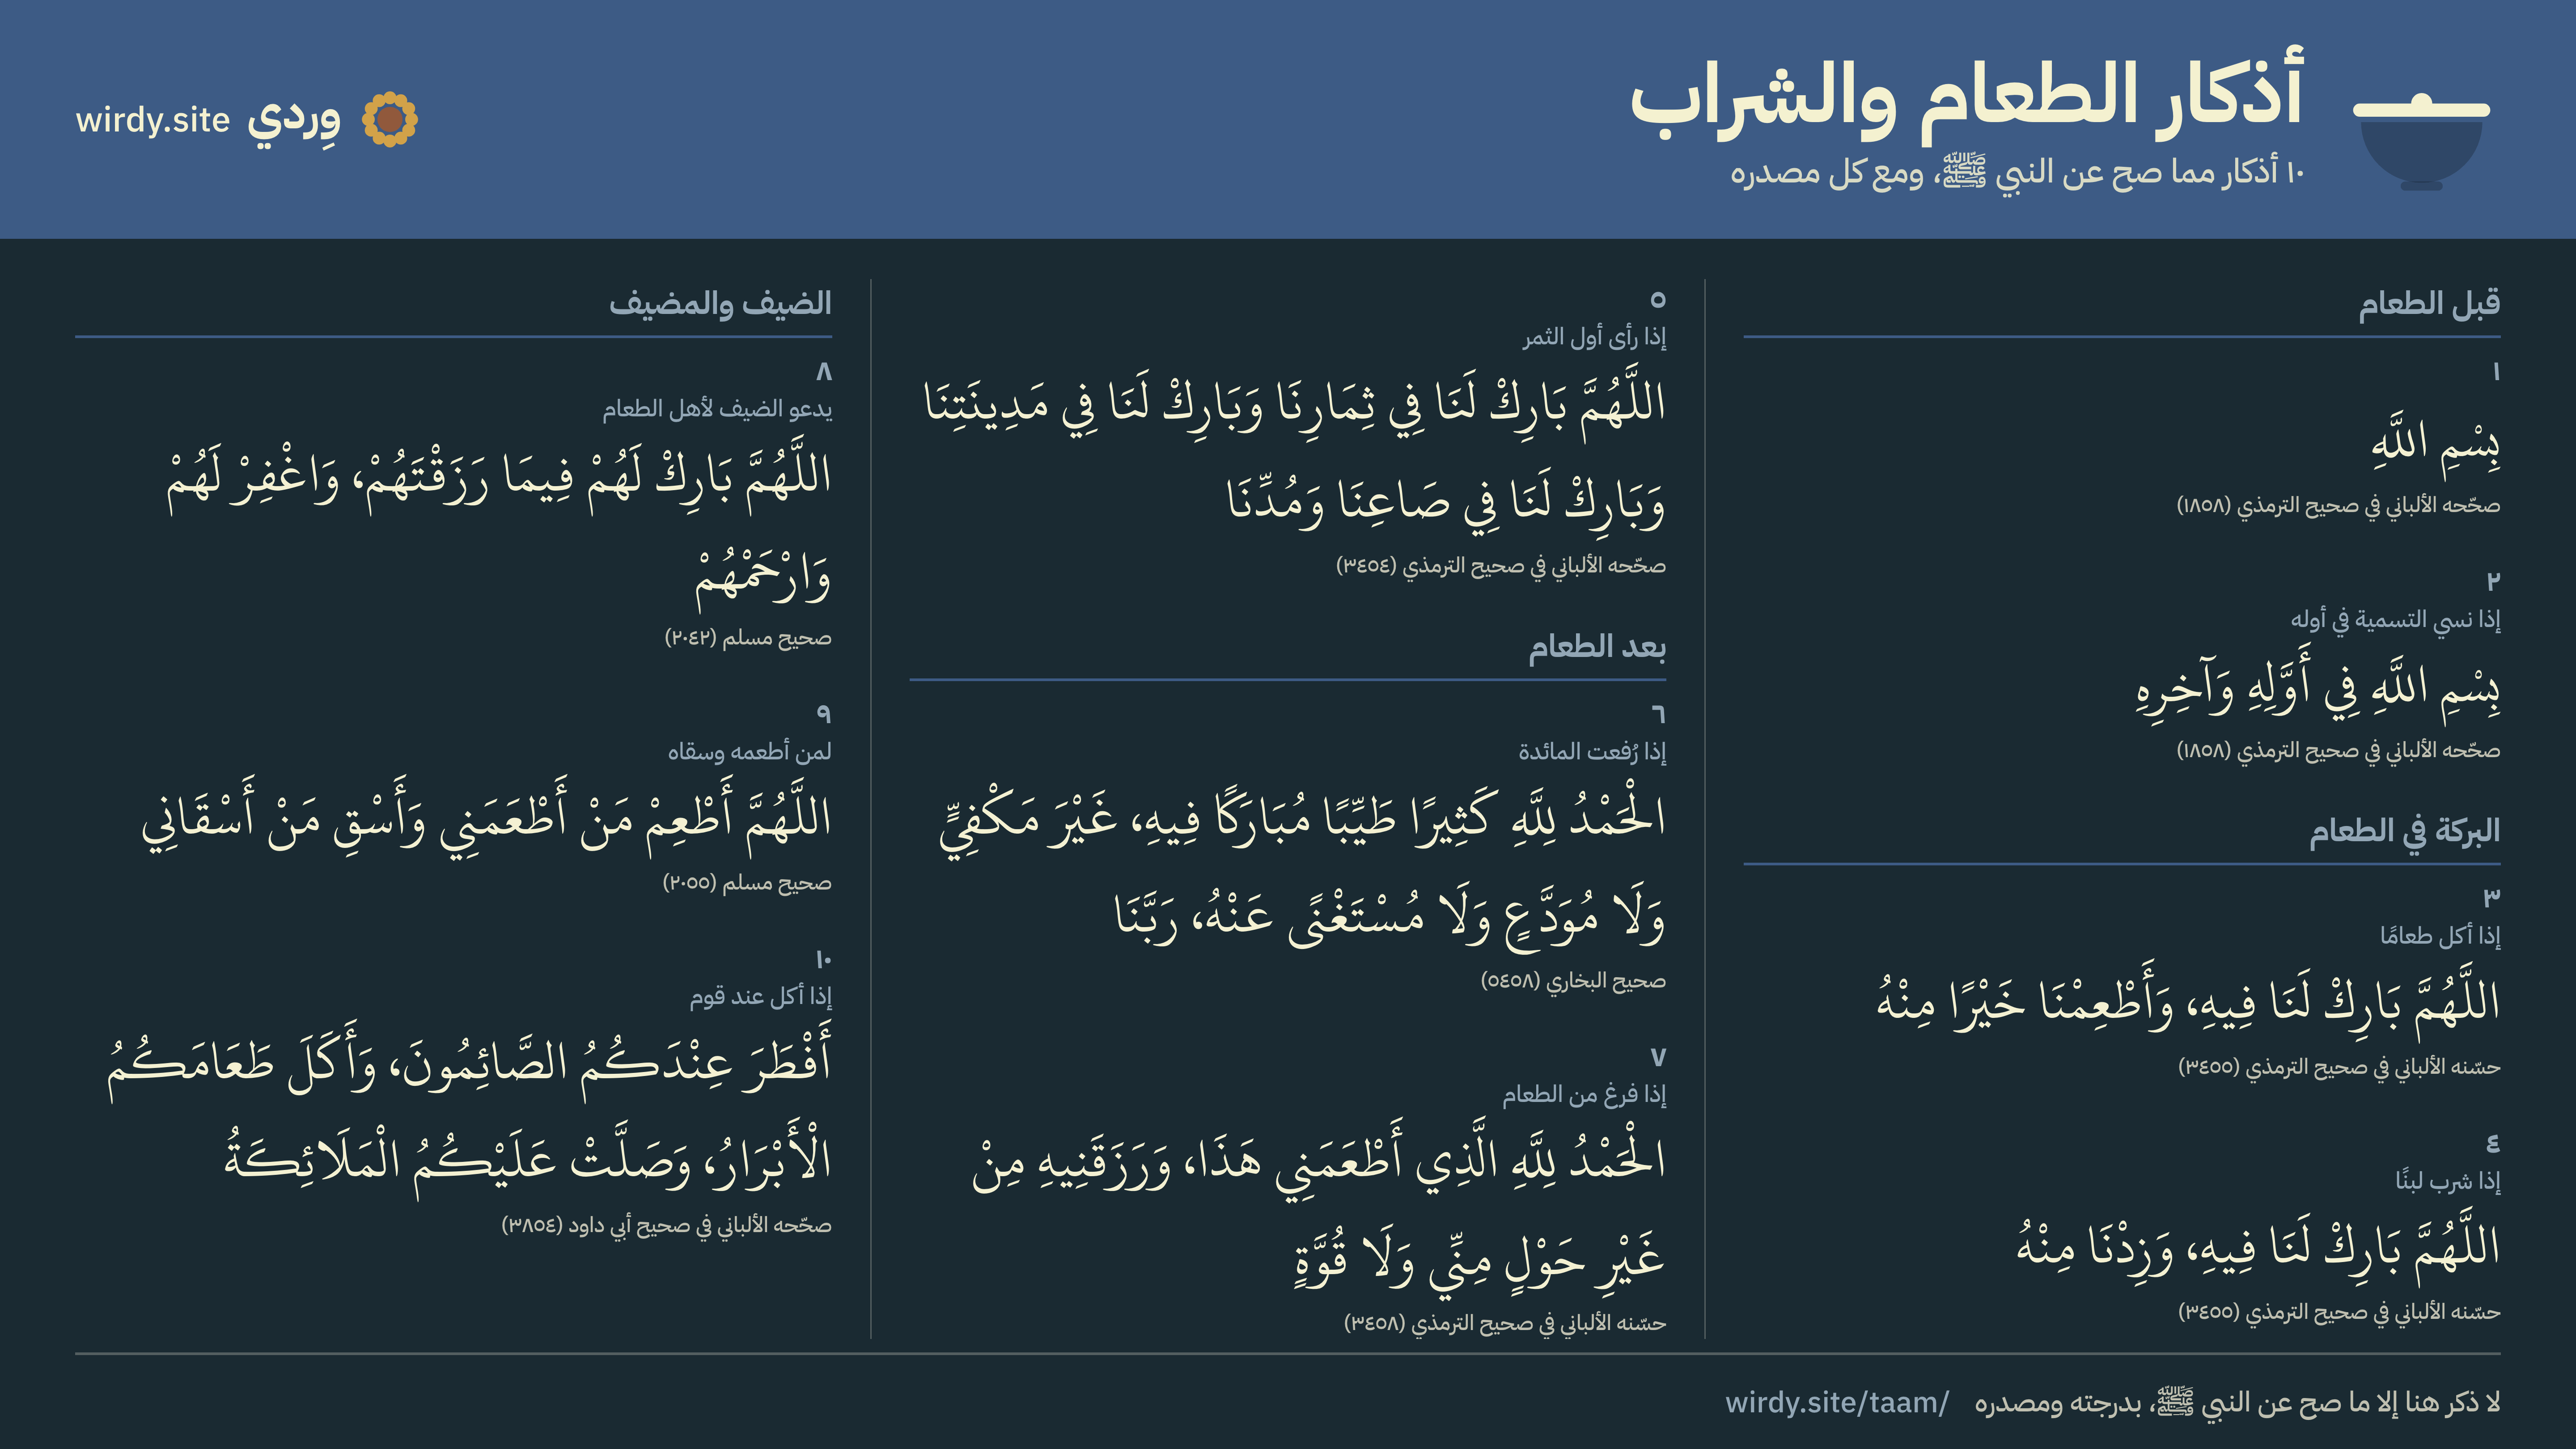 أذكار الطعام والشراب
١٠ أذكار مما صح عن النبي ﷺ، ومع كل مصدره
وِردي wirdy.site
قبل الطعام
١
بِسْمِ اللَّهِ
صحّحه الألباني في صحيح الترمذي (١٨٥٨)
٢
إذا نسي التسمية في أوله
بِسْمِ اللَّهِ فِي أَوَّلِهِ وَآخِرِهِ
صحّحه الألباني في صحيح الترمذي (١٨٥٨)
البركة في الطعام
٣
إذا أكل طعامًا
اللَّهُمَّ بَارِكْ لَنَا فِيهِ، وَأَطْعِمْنَا خَيْرًا مِنْهُ
حسّنه الألباني في صحيح الترمذي (٣٤٥٥)
٤
إذا شرب لبنًا
اللَّهُمَّ بَارِكْ لَنَا فِيهِ، وَزِدْنَا مِنْهُ
حسّنه الألباني في صحيح الترمذي (٣٤٥٥)
٥
إذا رأى أول الثمر
اللَّهُمَّ بَارِكْ لَنَا فِي ثِمَارِنَا وَبَارِكْ لَنَا فِي مَدِينَتِنَا
وَبَارِكْ لَنَا فِي صَاعِنَا وَمُدِّنَا
صحّحه الألباني في صحيح الترمذي (٣٤٥٤)
بعد الطعام
٦
إذا رُفعت المائدة
الْحَمْدُ لِلَّهِ كَثِيرًا طَيِّبًا مُبَارَكًا فِيهِ، غَيْرَ مَكْفِيٍّ
وَلَا مُوَدَّعٍ وَلَا مُسْتَغْنًى عَنْهُ، رَبَّنَا
صحيح البخاري (٥٤٥٨)
٧
إذا فرغ من الطعام
الْحَمْدُ لِلَّهِ الَّذِي أَطْعَمَنِي هَذَا، وَرَزَقَنِيهِ مِنْ
غَيْرِ حَوْلٍ مِنِّي وَلَا قُوَّةٍ
حسّنه الألباني في صحيح الترمذي (٣٤٥٨)
الضيف والمضيف
٨
يدعو الضيف لأهل الطعام
اللَّهُمَّ بَارِكْ لَهُمْ فِيمَا رَزَقْتَهُمْ، وَاغْفِرْ لَهُمْ
وَارْحَمْهُمْ
صحيح مسلم (٢٠٤٢)
٩
لمن أطعمه وسقاه
اللَّهُمَّ أَطْعِمْ مَنْ أَطْعَمَنِي وَأَسْقِ مَنْ أَسْقَانِي
صحيح مسلم (٢٠٥٥)
١٠
إذا أكل عند قوم
أَفْطَرَ عِنْدَكُمُ الصَّائِمُونَ، وَأَكَلَ طَعَامَكُمُ
الْأَبْرَارُ، وَصَلَّتْ عَلَيْكُمُ الْمَلَائِكَةُ
صحّحه الألباني في صحيح أبي داود (٣٨٥٤)
لا ذكر هنا إلا ما صح عن النبي ﷺ، بدرجته ومصدره wirdy.site/taam/